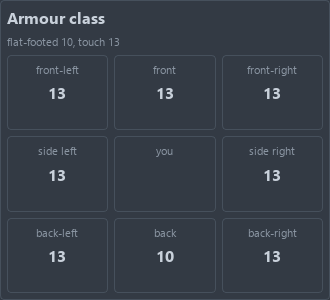 Armour class
flat-footed 10, touch 13
front-left front front-right
13 13 13
side left you side right
13 13
back-left back back-right
13 10 13